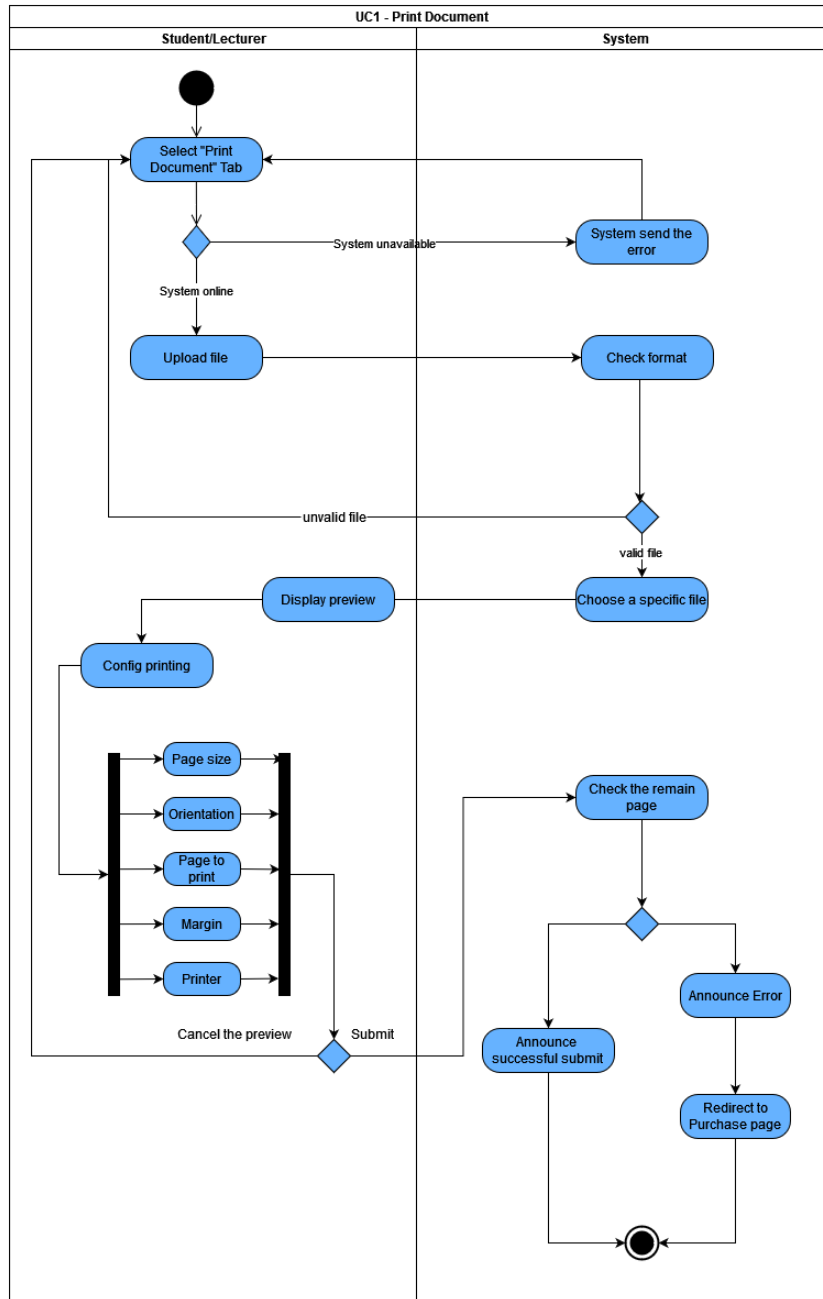 UC1 - Print Document
Student/Lecturer
System
Select "Print
Document" Tab
System unavailable
System send the
error
System online
Upload file
Check format
unvalid file
valid file
Display preview
Choose a specific file
Config printing
Page size
Orientation
Page to
print
Margin
Printer
Check the remain
page
Announce Error
Cancel the preview
Submit
Announce
successful submit
Redirect to
Purchase page